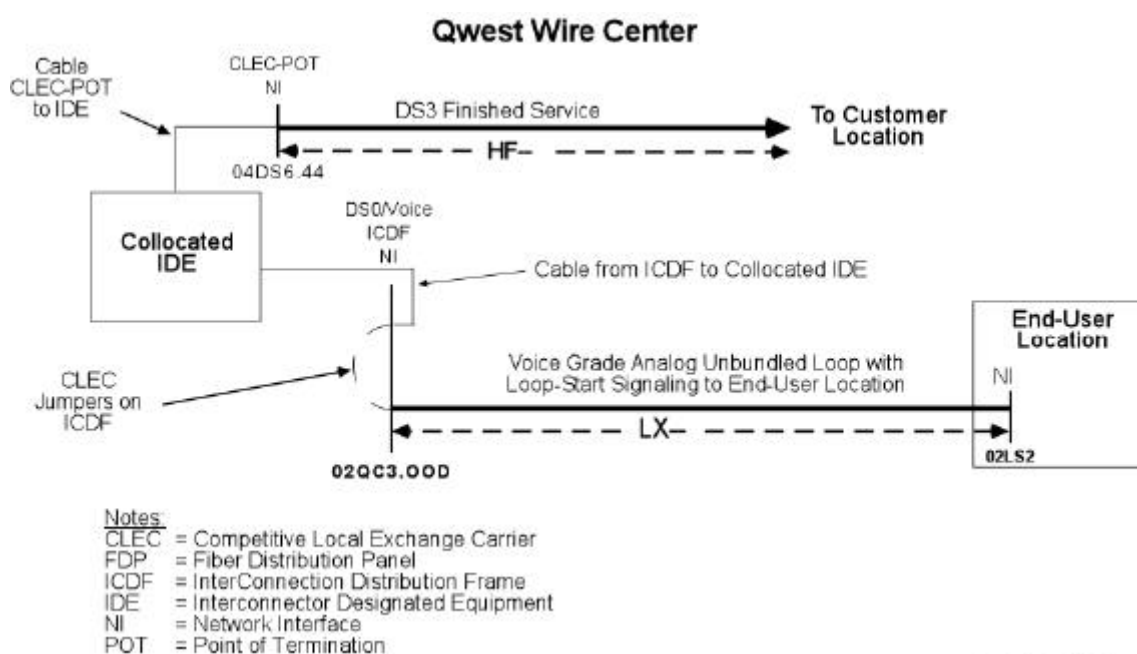 Qwest Wire Center
Cable
CLEC-POT
to IDE
CLEC-POT
NI
DS3 Finished Service
To Customer
Location
HF-
04DS6.44
Collocated
IDE
DS0/Voice
ICDF
NI
Cable from ICDF to Collocated IDE
End-User
Location
Voice Grade Analog Unbundled Loop with
Loop-Start Signaling to End-User Location
NI
CLEC
Jumpers on
ICDF
LX-
02QC3.OOD
02LS2
Notes:
CLEC = Competitive Local Exchange Carrier
FDP = Fiber Distribution Panel
ICDF = InterConnection Distribution Frame
IDE = Interconnector Designated Equipment
NI = Network Interface
POT = Point of Termination